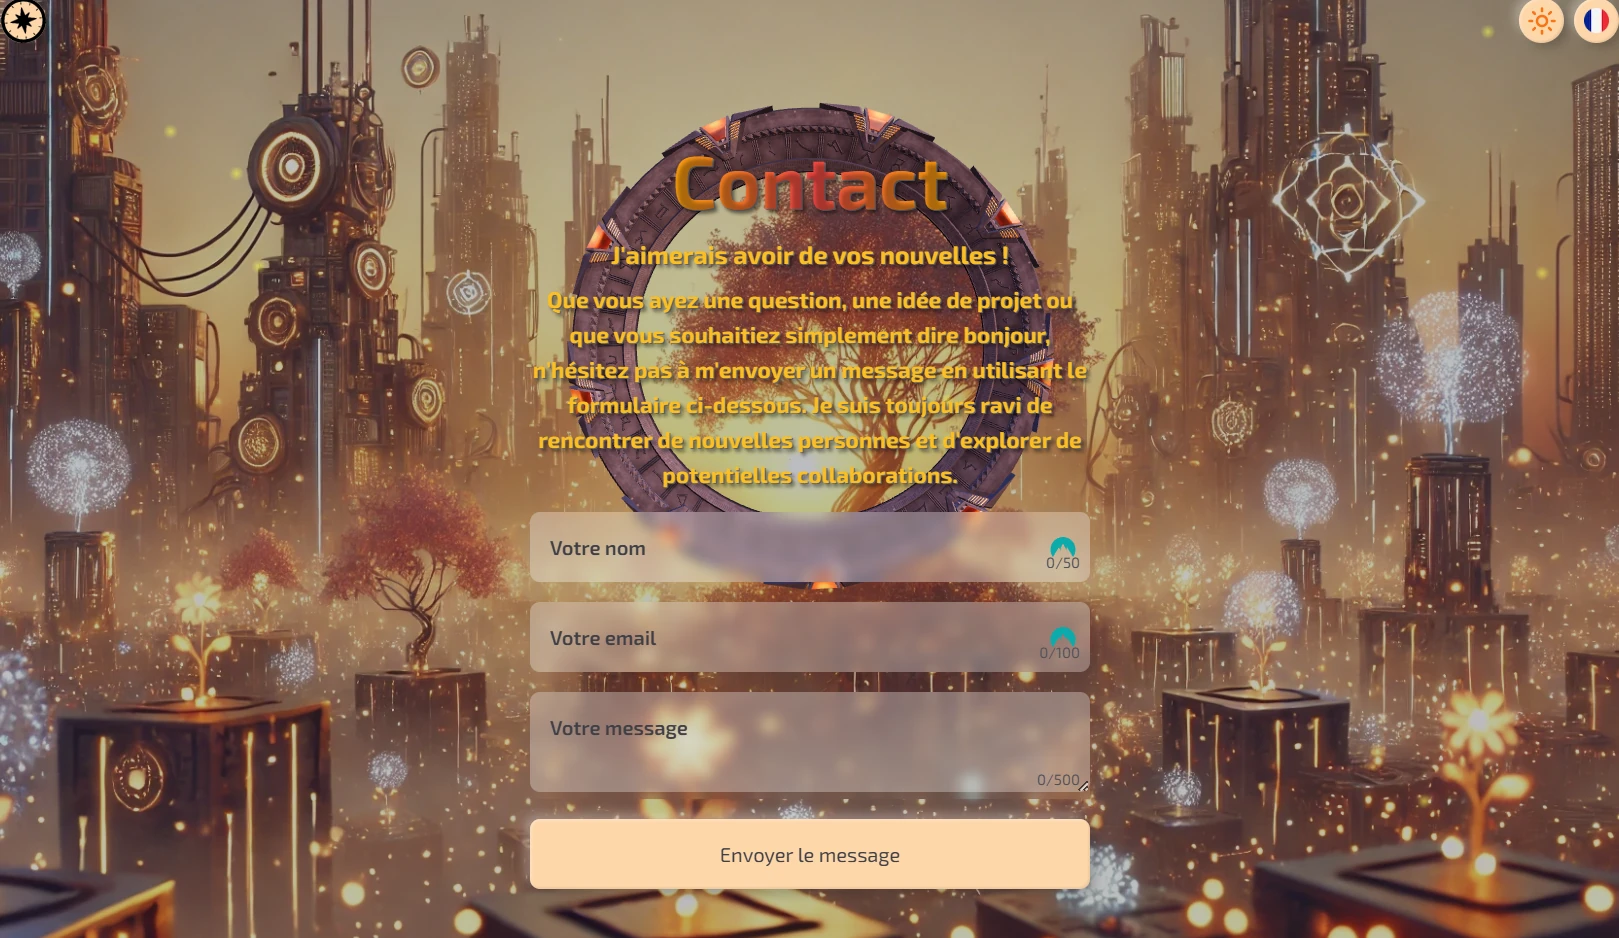 Contact
J'aimerais avoir de vos nouvelles !
Que vous ayez une question, une idée de projet ou
que vous souhaitiez simplement dire bonjour,
n'hésitez pas à m'envoyer un message en utilisant le
formulaire ci-dessous. Je suis toujours ravi de
rencontrer de nouvelles personnes et d'explorer de
potentielles collaborations.
Votre nom
0/50
Votre email
0/100
Votre message
0/500
Envoyer le message